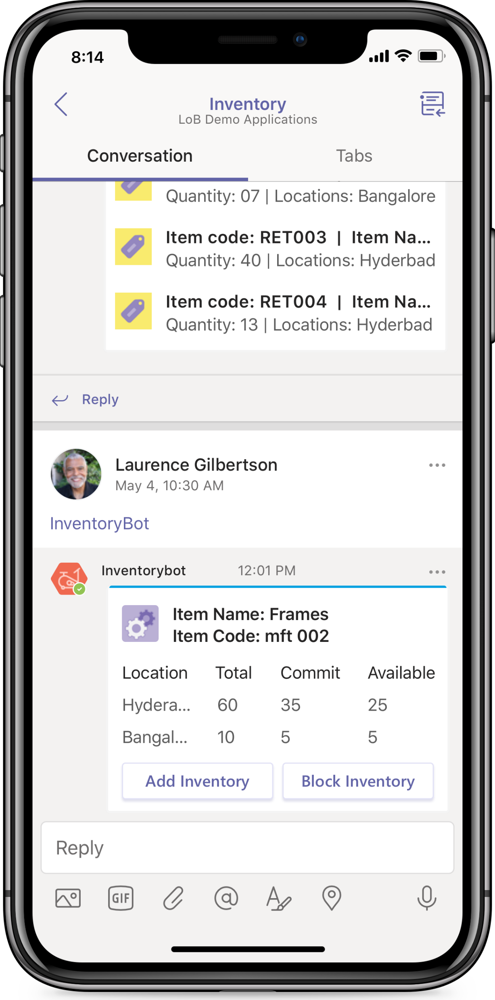 8:14
Inventory
LoB Demo Applications
Conversation
Tabs
Quantity: 07 | Locations: Bangalore
Item code: RET003 | Item Na...
Quantity: 40 | Locations: Hyderbad
Item code: RET004 | Item Na...
Quantity: 13 | Locations: Hyderbad
Reply
Laurence Gilbertson
May 4, 10:30 AM
InventoryBot
Inventorybot 12:01 PM
Item Name: Frames
Item Code: mft 002
Location Total Commit Available
Hydera... 60 35 25
Bangal... 10 5 5
Add Inventory
Block Inventory
Reply
GIF